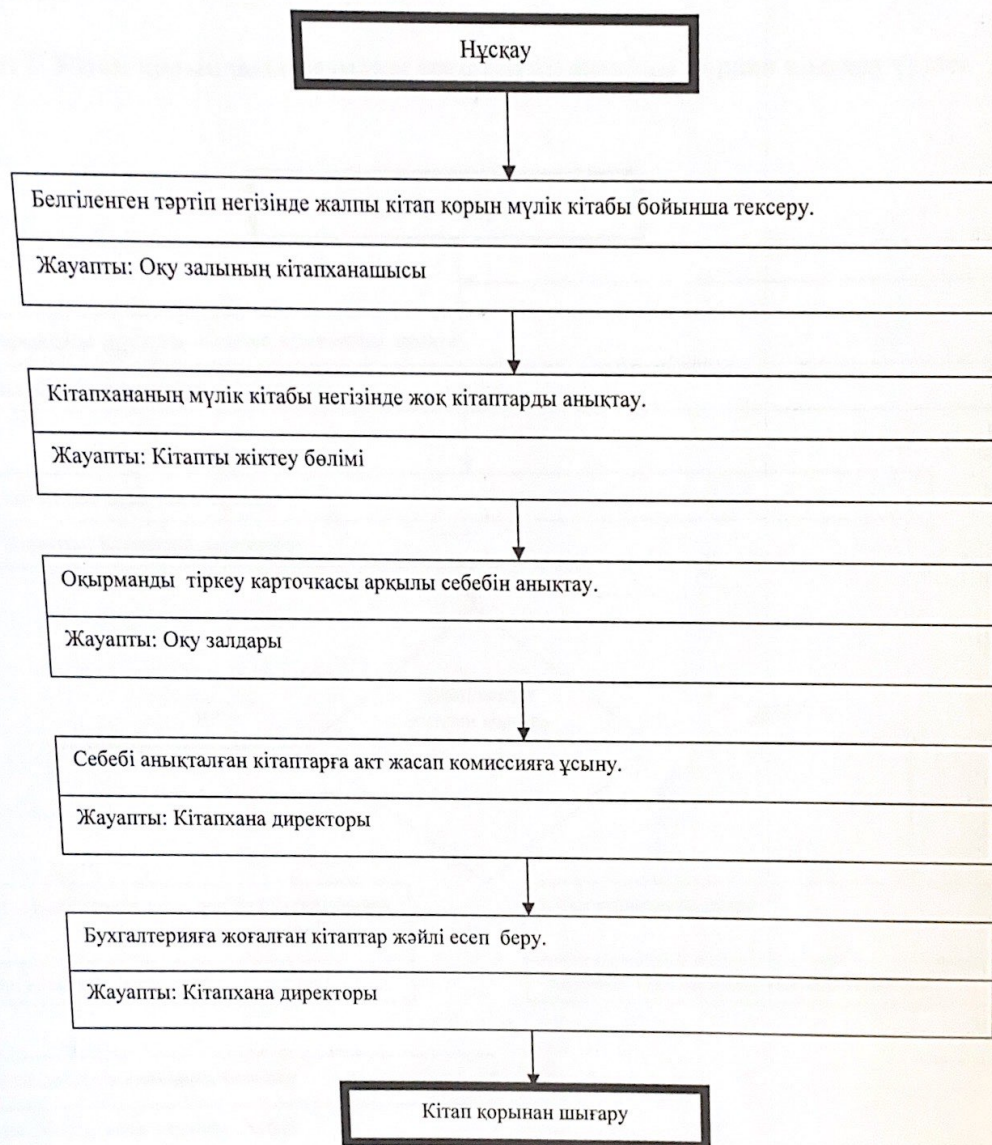 Нұсқау
Белгіленген тәртіп негізінде жалпы кітап қорын мүлік кітабы бойынша тексеру.
Жауапты: Оқу залының кітапханашысы
Кітапхананың мүлік кітабы негізінде жоқ кітаптарды анықтау.
Жауапты: Кітапты жіктеу бөлімі
Оқырманды тіркеу карточкасы арқылы себебін анықтау.
Жауапты: Оқу залдары
Себебі анықталған кітаптарға акт жасап комиссияға ұсыну.
Жауапты: Кітапхана директоры
Бухгалтерияға жоғалған кітаптар жәйлі есеп беру.
Жауапты: Кітапхана директоры
Кітап қорынан шығару